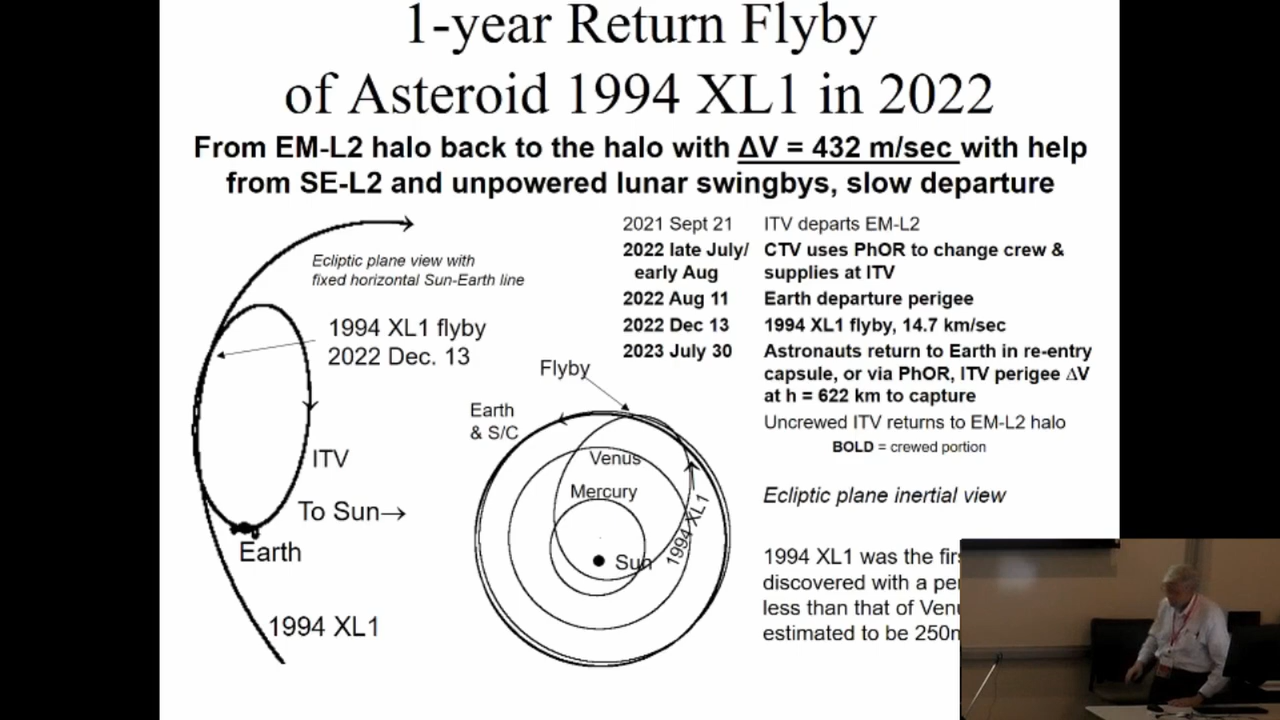 1-year Return Flyby
of Asteroid 1994 XL1 in 2022
From EM-L2 halo back to the halo with ΔV = 432 m/sec with help
from SE-L2 and unpowered lunar swingbys, slow departure
Ecliptic plane view with
fixed horizontal Sun-Earth line
1994 XL1 flyby
2022 Dec. 13
ITV
To Sun→
Earth
1994 XL1
2021 Sept 21 ITV departs EM-L2
2022 late July/ CTV uses PhOR to change crew &
early Aug supplies at ITV
2022 Aug 11 Earth departure perigee
2022 Dec 13 1994 XL1 flyby, 14.7 km/sec
2023 July 30 Astronauts return to Earth in re-entry
capsule, or via PhOR, ITV perigee ΔV
at h = 622 km to capture
Uncrewed ITV returns to EM-L2 halo
BOLD = crewed portion
Flyby
Earth
& S/C
Venus
Mercury
Sun
1994 XL1
Ecliptic plane inertial view
1994 XL1 was the
discovered with a
less than that of
estimated to be